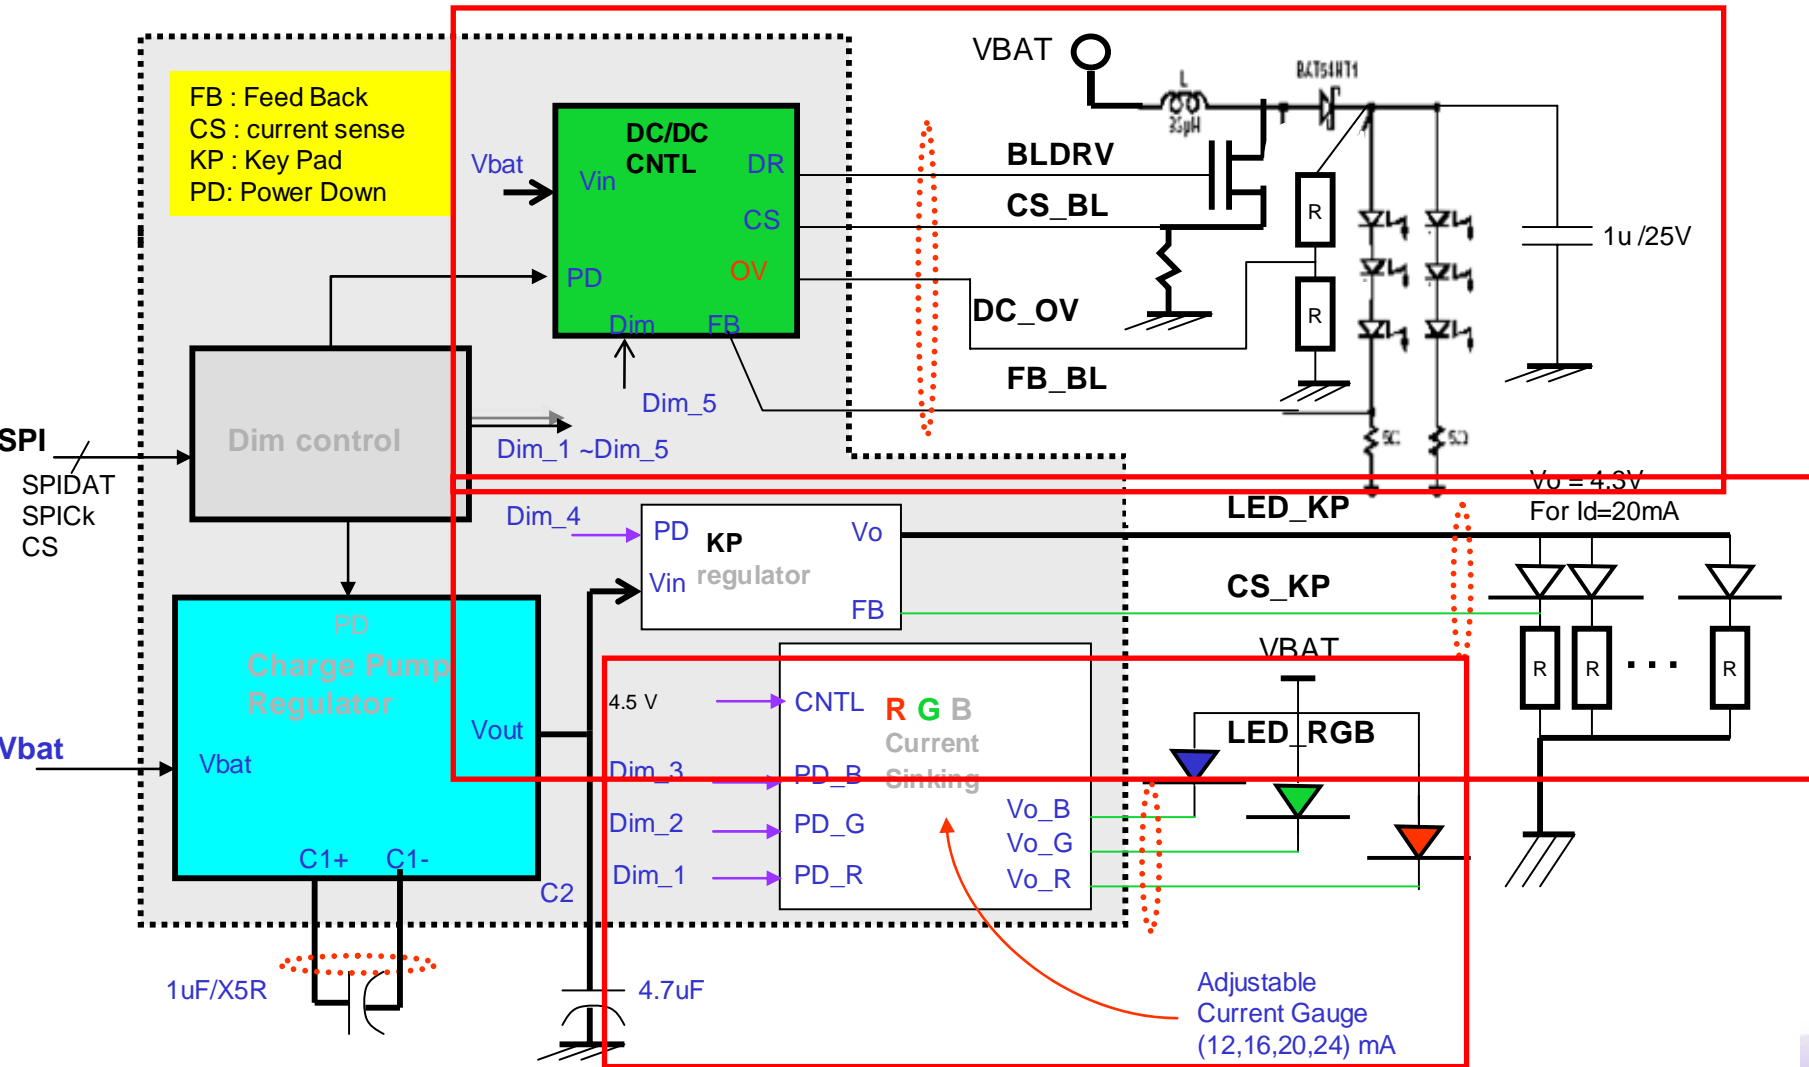 VBAT
L
35µH
BAT54HT1
FB : Feed Back
CS : current sense
KP : Key Pad
PD: Power Down
DC/DC
CNTL
Vbat
Vin
DR
CS
OV
PD
Dim
FB
BLDRV
CS_BL
DC_OV
FB_BL
R
R
1u /25V
5Ω
5Ω
Dim_5
Dim control
Dim_1 ~Dim_5
SPI
SPIDAT
SPICk
CS
Vo = 4.3V
For Id=20mA
Dim_4
PD
KP
regulator
Vo
Vin
FB
LED_KP
CS_KP
R
R
...
R
PD
Charge Pump
Regulator
Vout
Vbat
Vbat
C1+
C1-
C2
4.5 V
CNTL
R G B
Current
Sinking
Dim_3
PD_B
Dim_2
PD_G
Dim_1
PD_R
Vo_B
Vo_G
Vo_R
VBAT
LED_RGB
1uF/X5R
4.7uF
Adjustable
Current Gauge
(12,16,20,24) mA